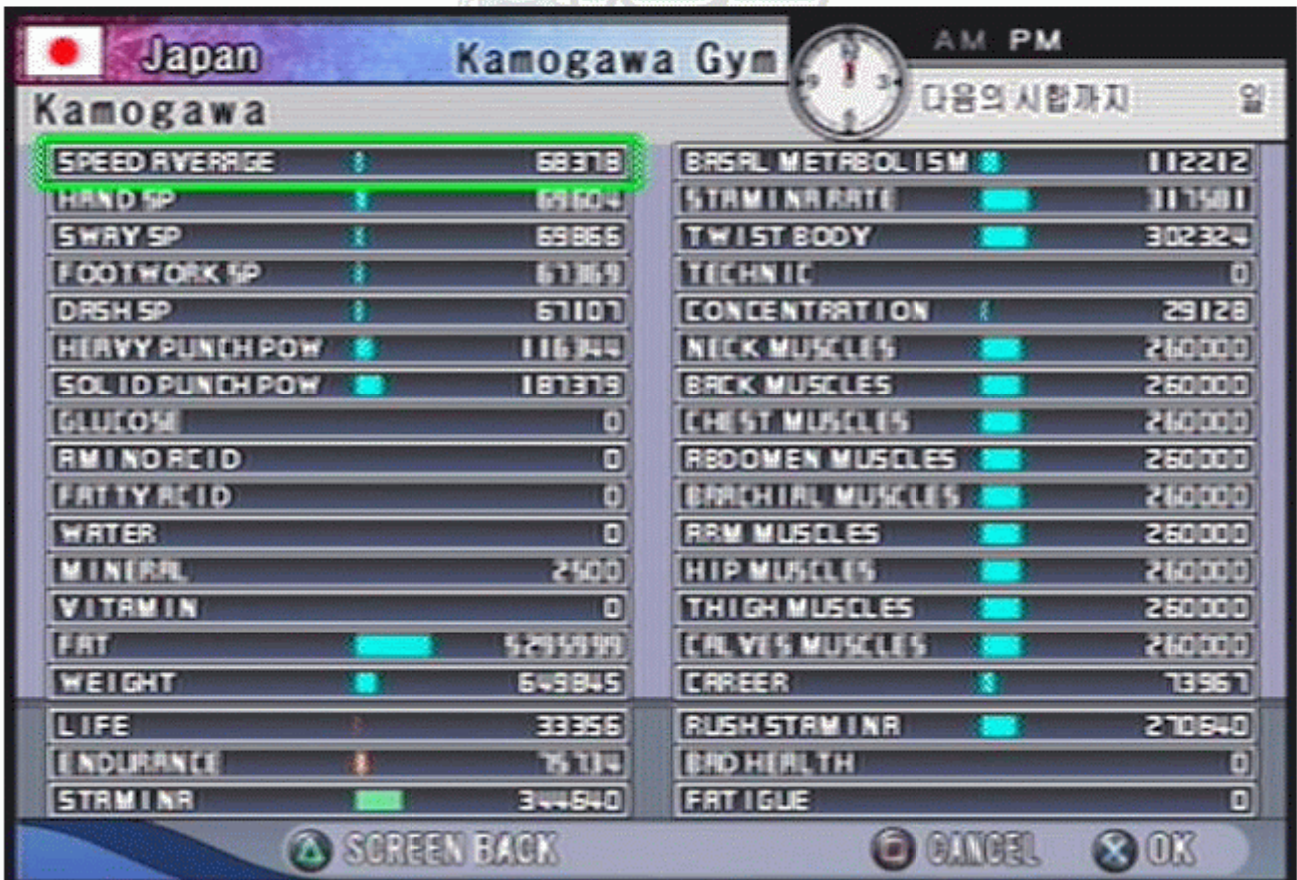 Japan
Kamogawa Gym
AM PM
다음의 시합까지 일
Kamogawa
SPEED AVERAGE 68378
HAND SP 69604
SWAY SP 69866
FOOTWORK SP 67369
DASH SP 67107
HEAVY PUNCH POW 116344
SOLID PUNCH POW 187379
GLUCOSE 0
AMINO ACID 0
FATTY ACID 0
WATER 0
MINERAL 2500
VITAMIN 0
FAT 5295999
WEIGHT 649845
LIFE 33356
ENDURANCE 75734
STAMINA 344640
BASAL METABOLISM 112212
STAMINA RATE 317581
TWIST BODY 302324
TECHNIC 0
CONCENTRATION 29128
NECK MUSCLES 260000
BACK MUSCLES 260000
CHEST MUSCLES 260000
ABDOMEN MUSCLES 260000
BRACHIAL MUSCLES 260000
ARM MUSCLES 260000
HIP MUSCLES 260000
THIGH MUSCLES 260000
CALVES MUSCLES 260000
CAREER 73967
RUSH STAMINA 270640
BAD HEALTH 0
FATIGUE 0
SCREEN BACK
CANCEL
OK